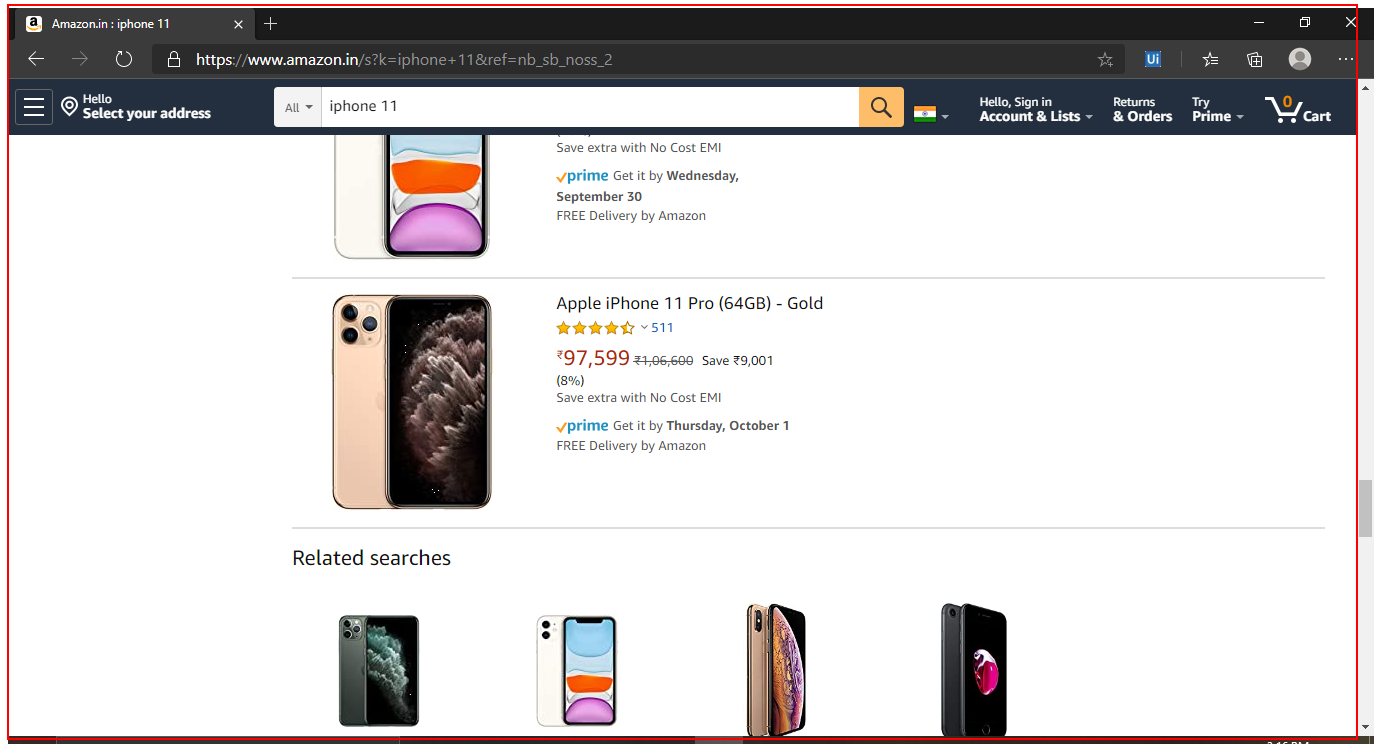 a Amazon.in : iphone 11
https://www.amazon.in/s?k=iphone+11&ref=nb_sb_noss_2
Ui
Hello
Select your address
All
iphone 11
Hello, Sign in
Account & Lists
Returns
& Orders
Try
Prime
0
Cart
Save extra with No Cost EMI
prime Get it by Wednesday,
September 30
FREE Delivery by Amazon
Apple iPhone 11 Pro (64GB) - Gold
511
₹97,599 ₹1,06,600 Save ₹9,001
(8%)
Save extra with No Cost EMI
prime Get it by Thursday, October 1
FREE Delivery by Amazon
Related searches